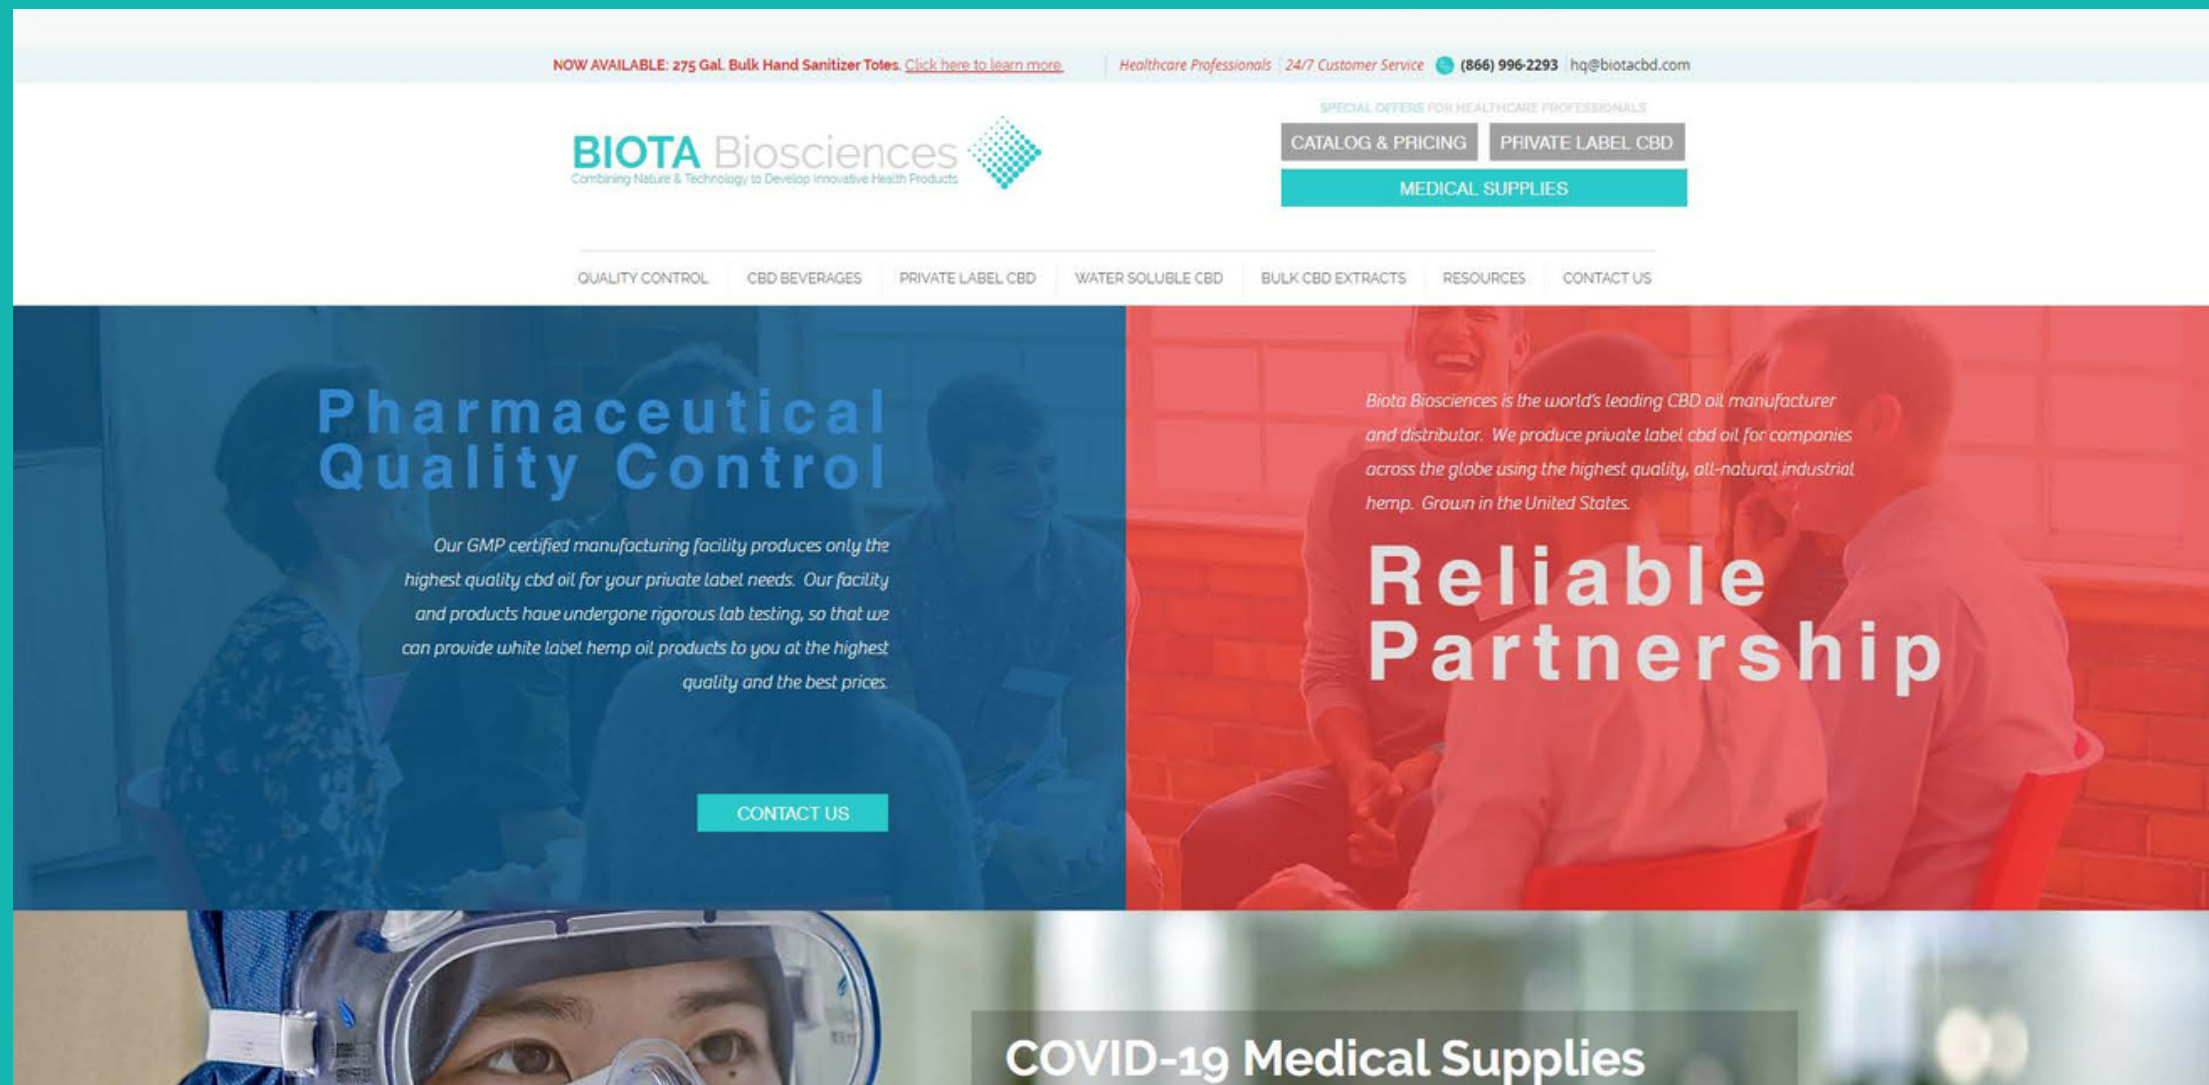 NOW AVAILABLE: 275 Gal. Bulk Hand Sanitizer Totes. Click here to learn more.
Healthcare Professionals 24/7 Customer Service (866) 996-2293 hq@biotacbd.com
SPECIAL OFFERS FOR HEALTHCARE PROFESSIONALS
BIOTA Biosciences
Combining Nature & Technology to Develop Innovative Health Products
CATALOG & PRICING PRIVATE LABEL CBD
MEDICAL SUPPLIES
QUALITY CONTROL CBD BEVERAGES PRIVATE LABEL CBD WATER SOLUBLE CBD BULK CBD EXTRACTS RESOURCES CONTACT US
Pharmaceutical
Quality Control
Our GMP certified manufacturing facility produces only the
highest quality cbd oil for your private label needs. Our facility
and products have undergone rigorous lab testing, so that we
can provide white label hemp oil products to you at the highest
quality and the best prices.
CONTACT US
Biota Biosciences is the world's leading CBD oil manufacturer
and distributor. We produce private label cbd oil for companies
across the globe using the highest quality, all-natural industrial
hemp. Grown in the United States.
Reliable
Partnership
COVID-19 Medical Supplies